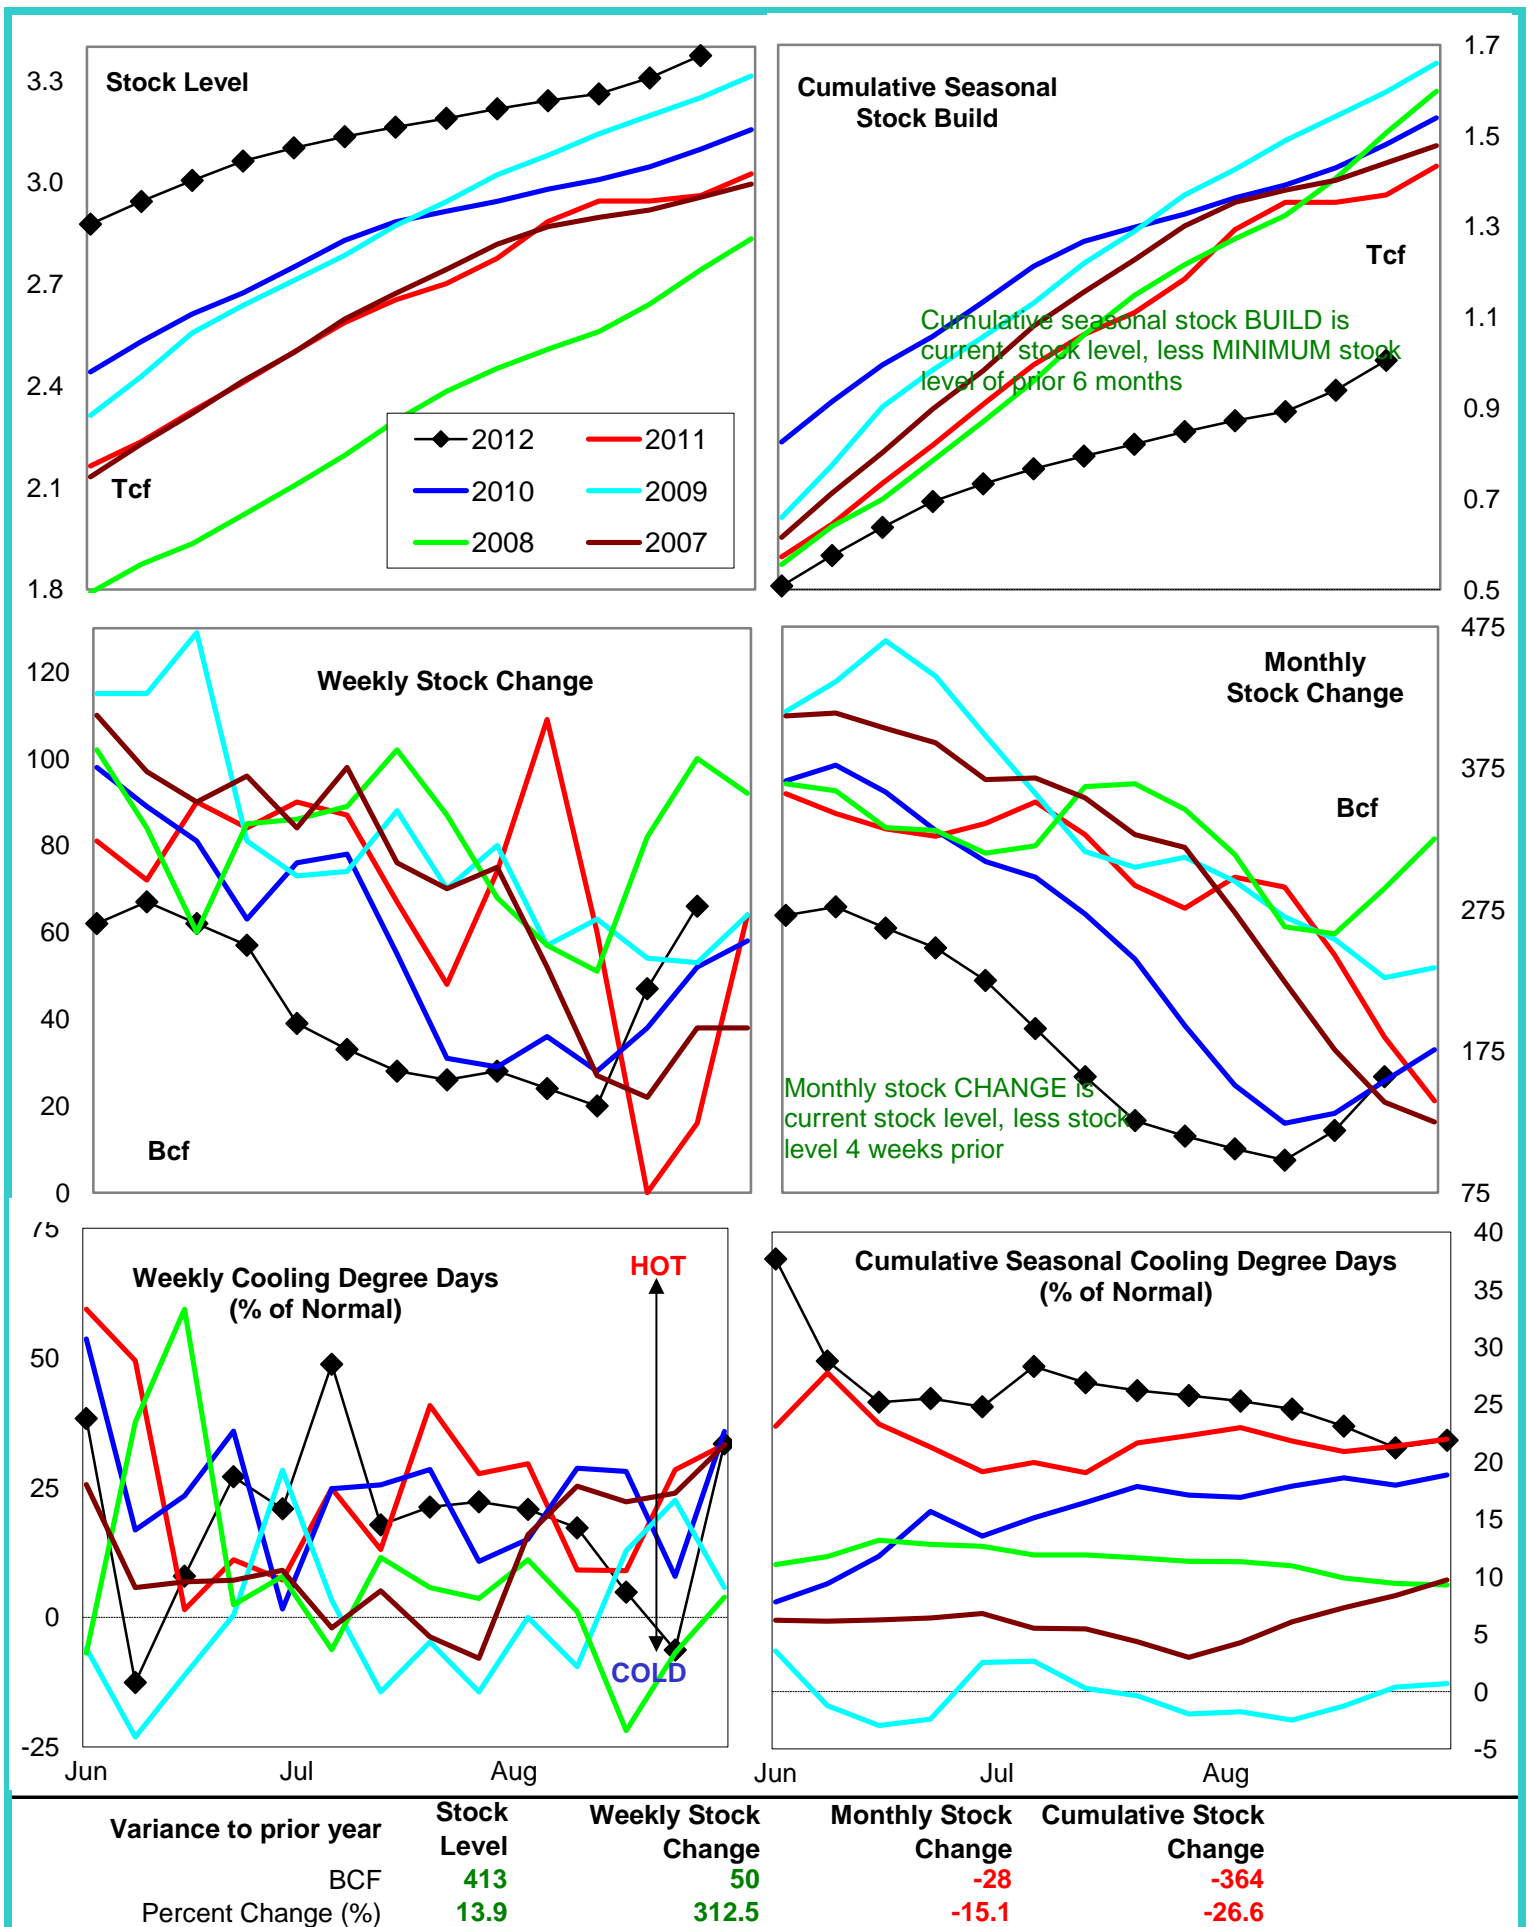 Stock Level
3.3
3.0
2.7
2.4
2.1
1.8
Tcf
2012
2011
2010
2009
2008
2007
Cumulative Seasonal
Stock Build
1.7
1.5
1.3
1.1
0.9
0.7
0.5
Tcf
Cumulative seasonal stock BUILD is
current stock level, less MINIMUM stock
level of prior 6 months
Weekly Stock Change
120
100
80
60
40
20
0
Bcf
Monthly
Stock Change
475
375
275
175
75
Bcf
Monthly stock CHANGE is
current stock level, less stock
level 4 weeks prior
Weekly Cooling Degree Days
(% of Normal)
HOT
COLD
75
50
25
0
-25
Jun
Jul
Aug
Cumulative Seasonal Cooling Degree Days
(% of Normal)
40
35
30
25
20
15
10
5
0
-5
Jun
Jul
Aug
Variance to prior year
Stock
Level
Weekly Stock
Change
Monthly Stock
Change
Cumulative Stock
Change
BCF 413 50 -28 -364
Percent Change (%) 13.9 312.5 -15.1 -26.6